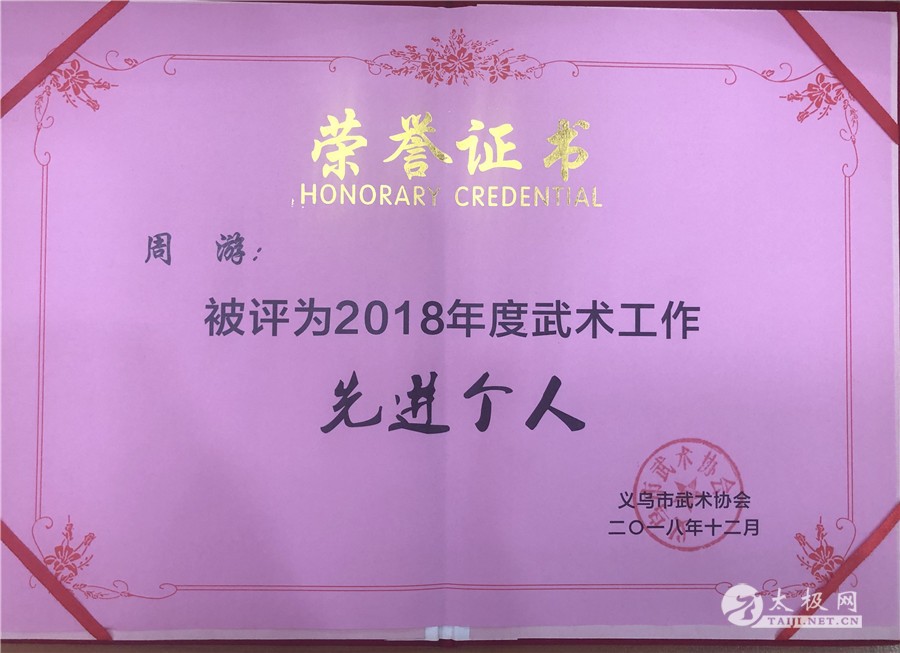 荣誉证书
HONORARY CREDENTIAL
周 游：
被评为2018年度武术工作
先进个人
义乌市武术协会
二〇一八年十二月
太极网
TAIJI.NET.CN